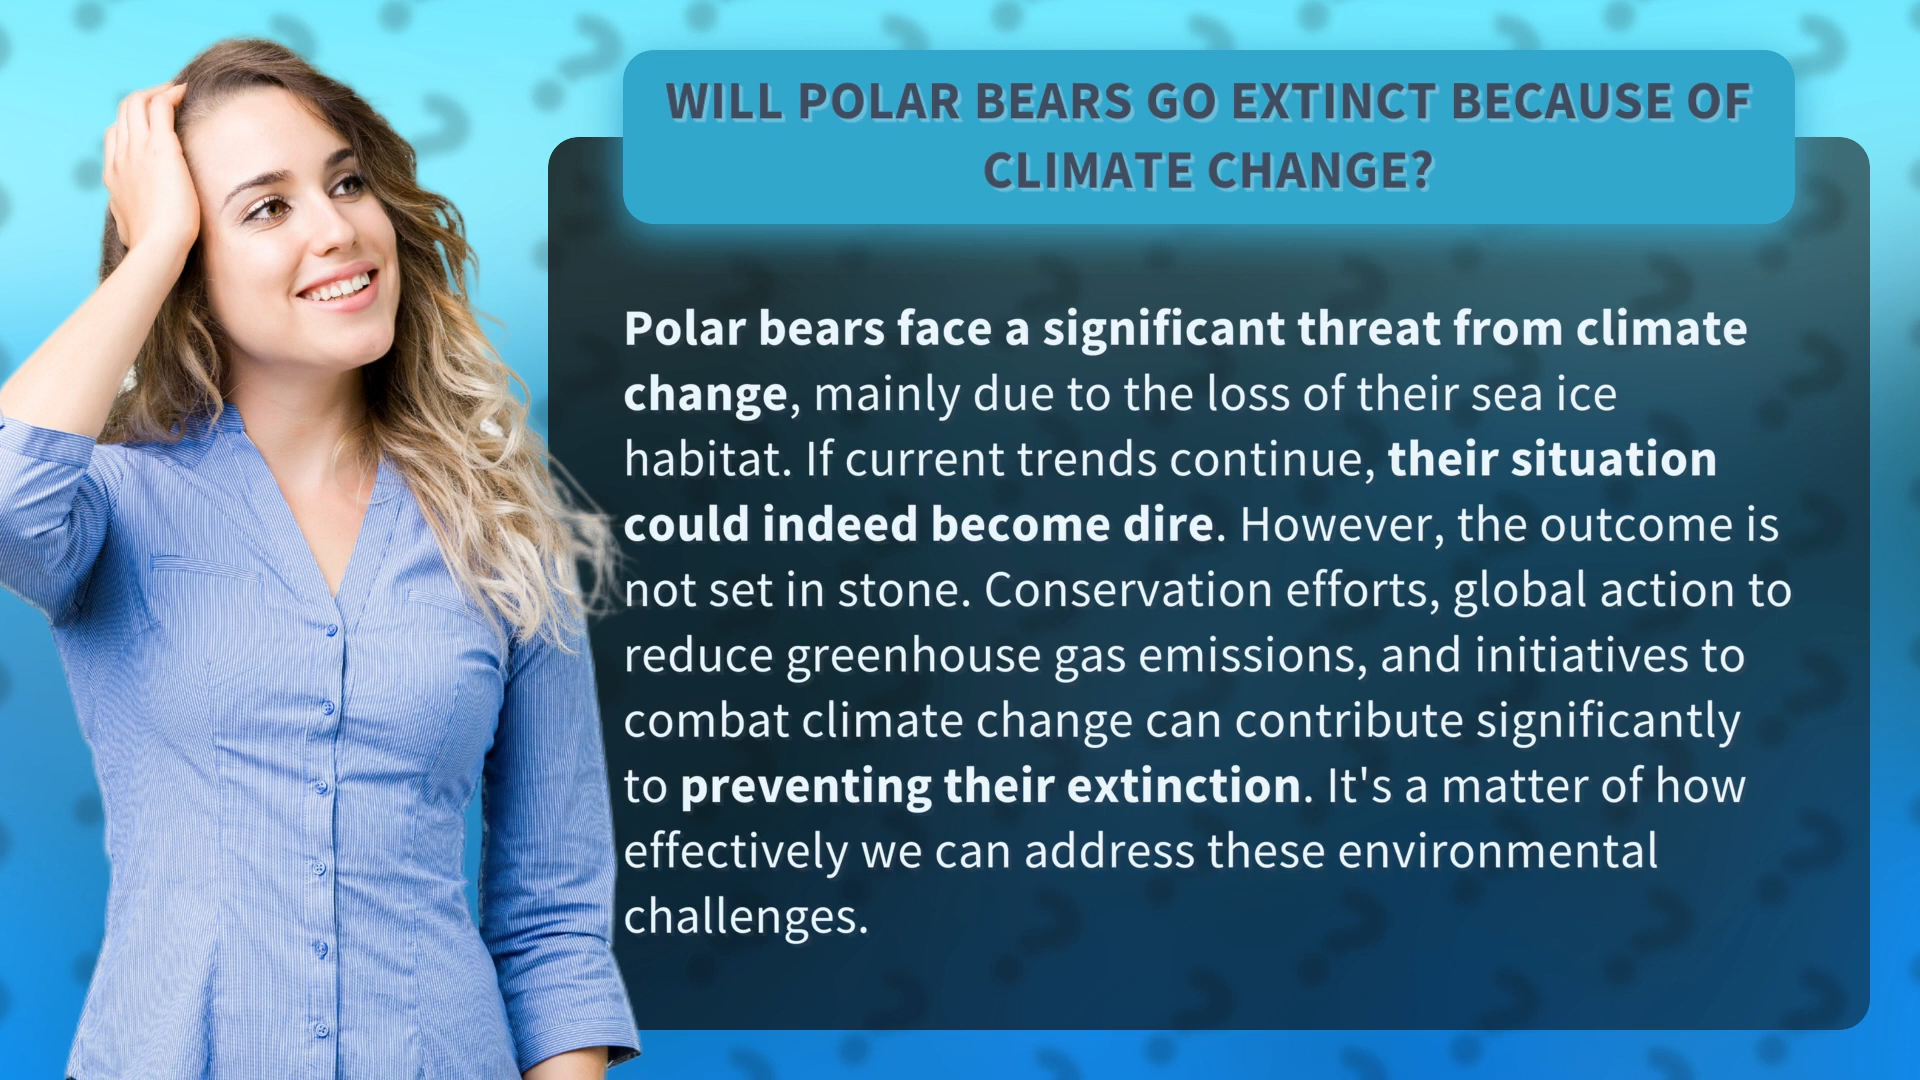 WILL POLAR BEARS GO EXTINCT BECAUSE OF
CLIMATE CHANGE?
Polar bears face a significant threat from climate
change, mainly due to the loss of their sea ice
habitat. If current trends continue, their situation
could indeed become dire. However, the outcome is
not set in stone. Conservation efforts, global action to
reduce greenhouse gas emissions, and initiatives to
combat climate change can contribute significantly
to preventing their extinction. It's a matter of how
effectively we can address these environmental
challenges.